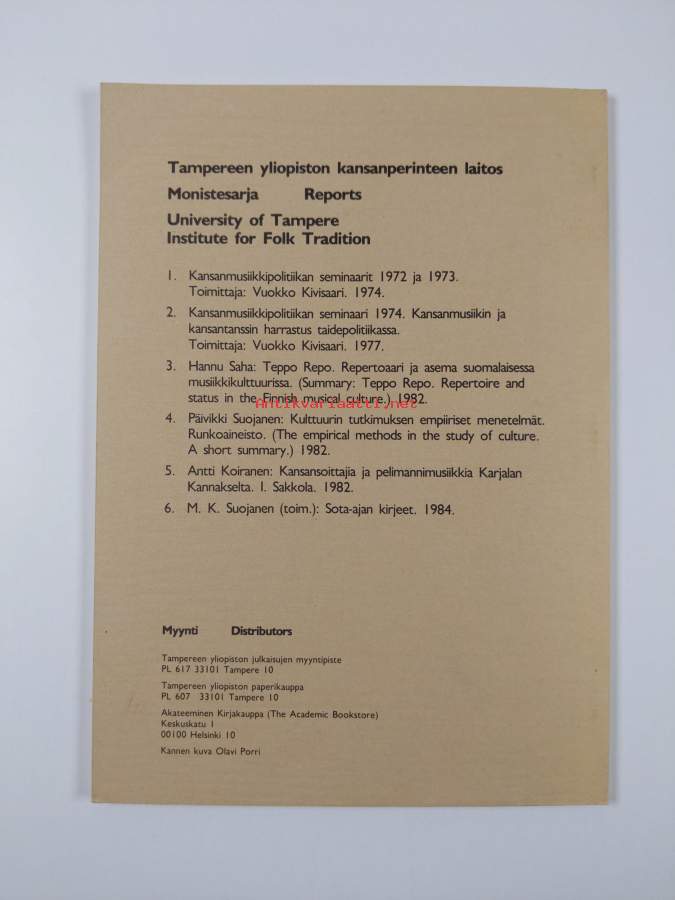 Tampereen yliopiston kansanperinteen laitos
Monistesarja Reports
University of Tampere
Institute for Folk Tradition
1. Kansanmusiikkipolitiikan seminaarit 1972 ja 1973.
Toimittaja: Vuokko Kivisaari. 1974.
2. Kansanmusiikkipolitiikan seminaari 1974. Kansanmusiikin ja
kansantanssin harrastus taidepolitiikassa.
Toimittaja: Vuokko Kivisaari. 1977.
3. Hannu Saha: Teppo Repo. Repertoaari ja asema suomalaisessa
musiikkikulttuurissa. (Summary: Teppo Repo. Repertoire and
status in the Finnish musical culture.) 1982.
Antikvariaatti.net
4. Päivikki Suojanen: Kulttuurin tutkimuksen empiiriset menetelmät.
Runkoaineisto. (The empirical methods in the study of culture.
A short summary.) 1982.
5. Antti Koiranen: Kansansoittajia ja pelimannimusiikkia Karjalan
Kannakselta. I. Sakkola. 1982.
6. M. K. Suojanen (toim.): Sota-ajan kirjeet. 1984.
Myynti Distributors
Tampereen yliopiston julkaisujen myyntipiste
PL 617 33101 Tampere 10
Tampereen yliopiston paperikauppa
PL 607 33101 Tampere 10
Akateeminen Kirjakauppa (The Academic Bookstore)
Keskuskatu 1
00100 Helsinki 10
Kannen kuva Olavi Porri